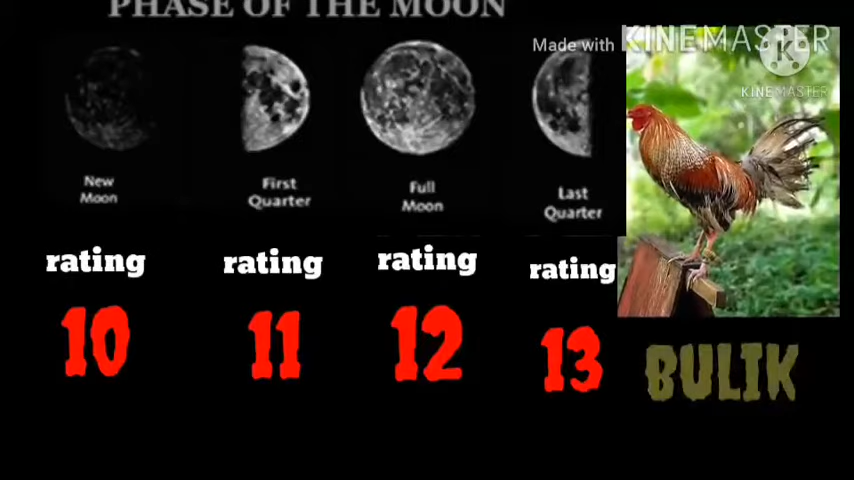 PHASE OF THE MOON
Made with KINEMASTER
KINEMASTER
New
Moon
First
Quarter
Full
Moon
Last
Quarter
rating
rating
rating
rating
10
11
12
13
BULIK